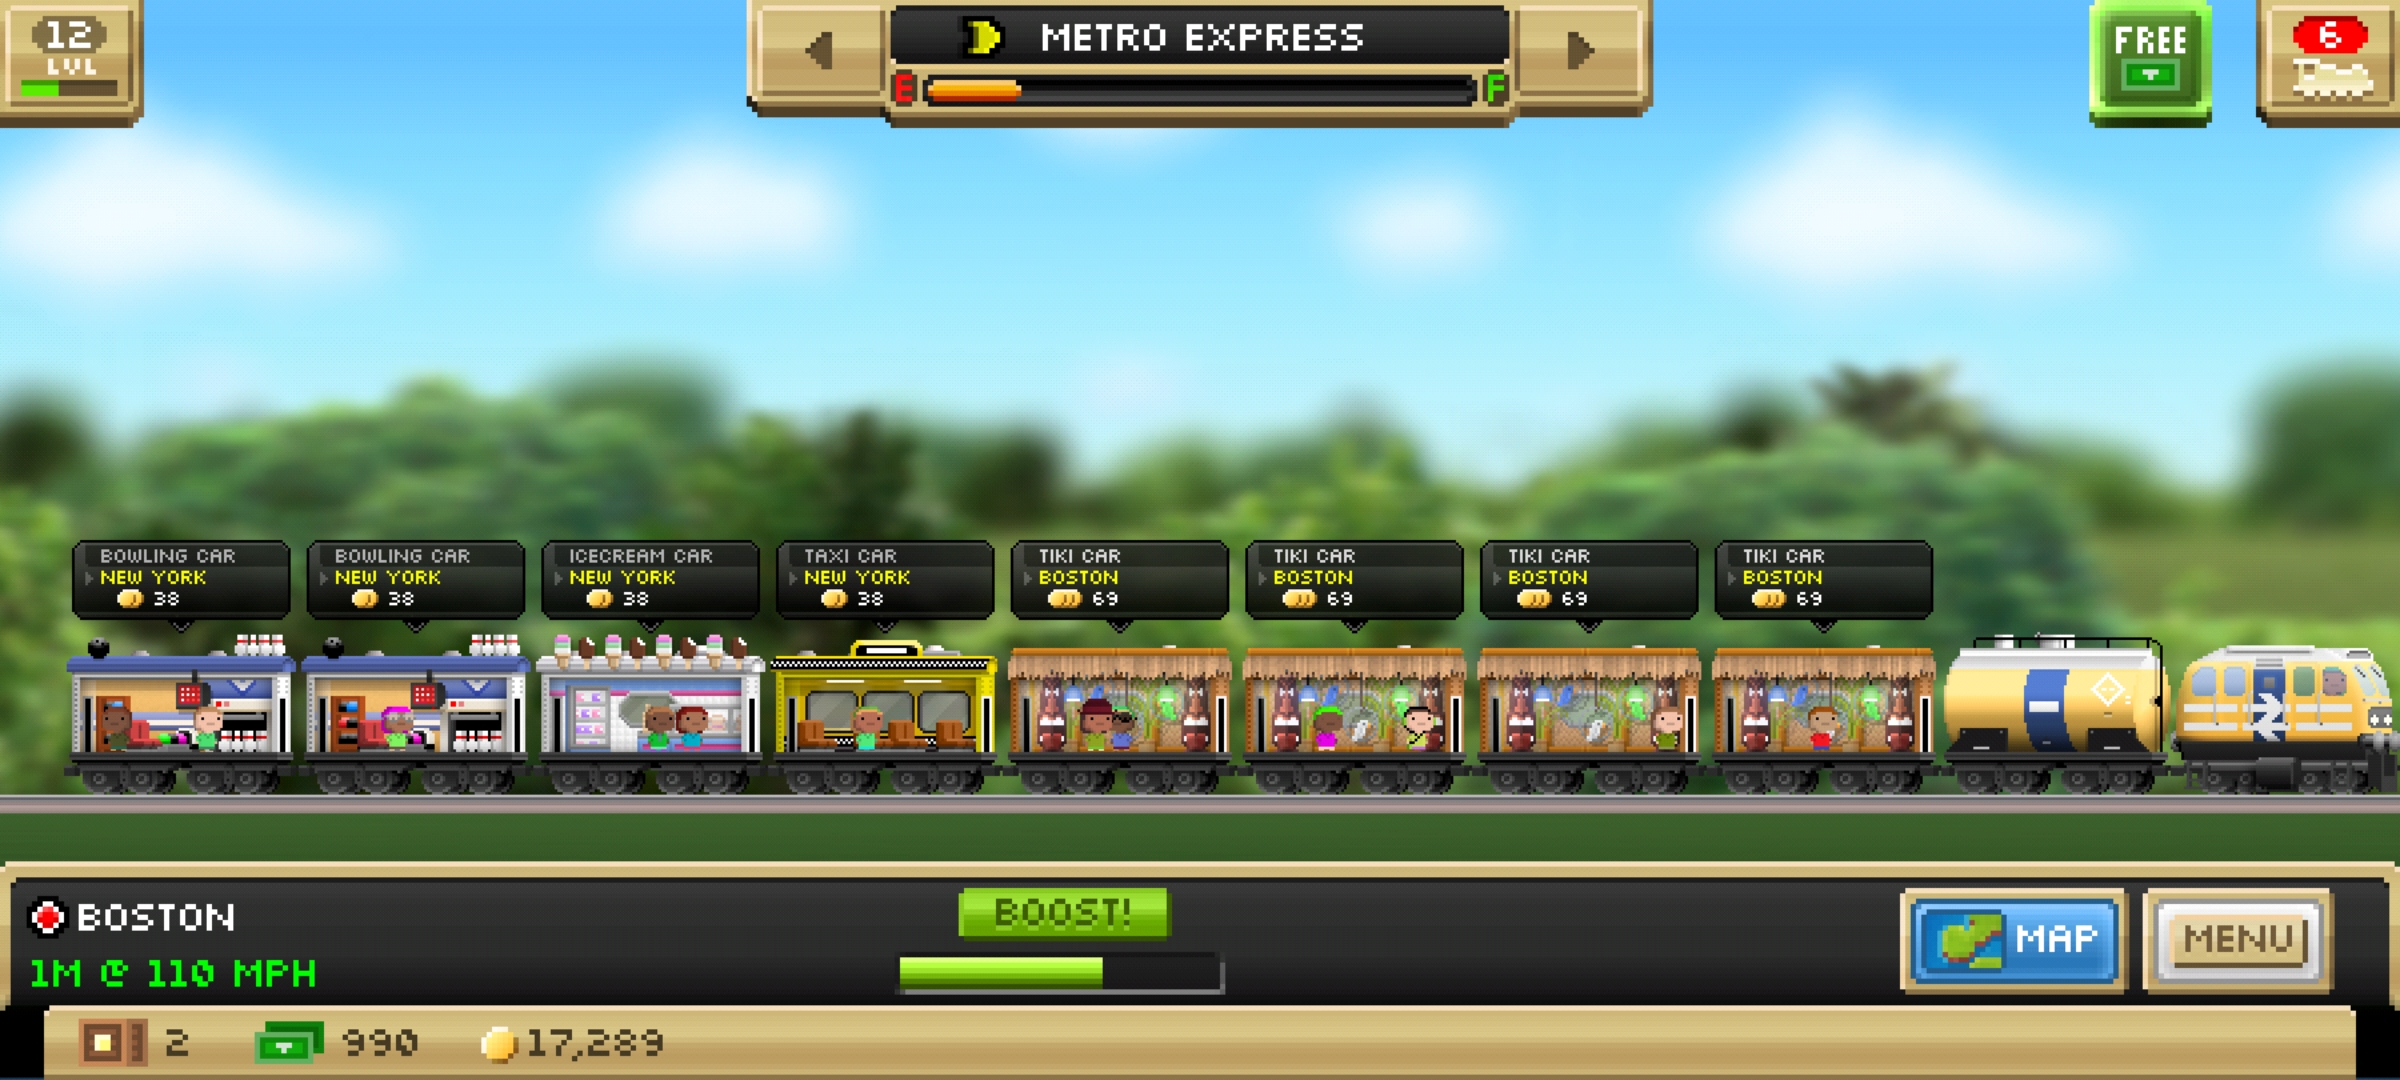 12
LVL
METRO EXPRESS
E F
FREE
6
BOWLING CAR
NEW YORK
38
BOWLING CAR
NEW YORK
38
ICECREAM CAR
NEW YORK
38
TAXI CAR
NEW YORK
38
TIKI CAR
BOSTON
69
TIKI CAR
BOSTON
69
TIKI CAR
BOSTON
69
TIKI CAR
BOSTON
69
BOSTON
1M @ 110 MPH
BOOST!
MAP
MENU
2
990
17,289